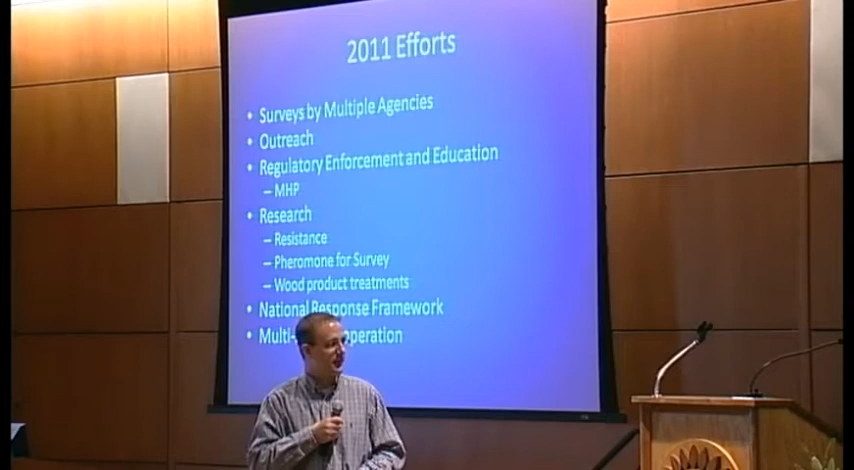 2011 Efforts
• Surveys by Multiple Agencies
• Outreach
• Regulatory Enforcement and Education
– MHP
• Research
– Resistance
– Pheromone for Survey
– Wood product treatments
• National Response Framework
• Multi-